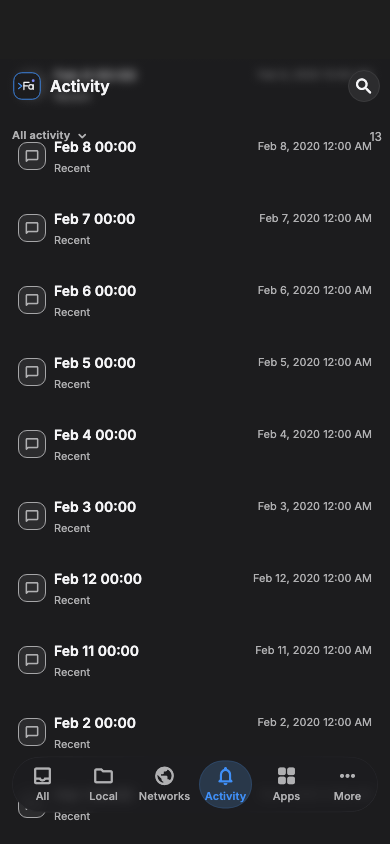 Fa
Activity
All activity
13
Feb 8 00:00
Feb 8, 2020 12:00 AM
Recent
Feb 7 00:00
Feb 7, 2020 12:00 AM
Recent
Feb 6 00:00
Feb 6, 2020 12:00 AM
Recent
Feb 5 00:00
Feb 5, 2020 12:00 AM
Recent
Feb 4 00:00
Feb 4, 2020 12:00 AM
Recent
Feb 3 00:00
Feb 3, 2020 12:00 AM
Recent
Feb 12 00:00
Feb 12, 2020 12:00 AM
Recent
Feb 11 00:00
Feb 11, 2020 12:00 AM
Recent
Feb 2 00:00
Feb 2, 2020 12:00 AM
Recent
All
Local
Networks
Activity
Apps
More
Recent